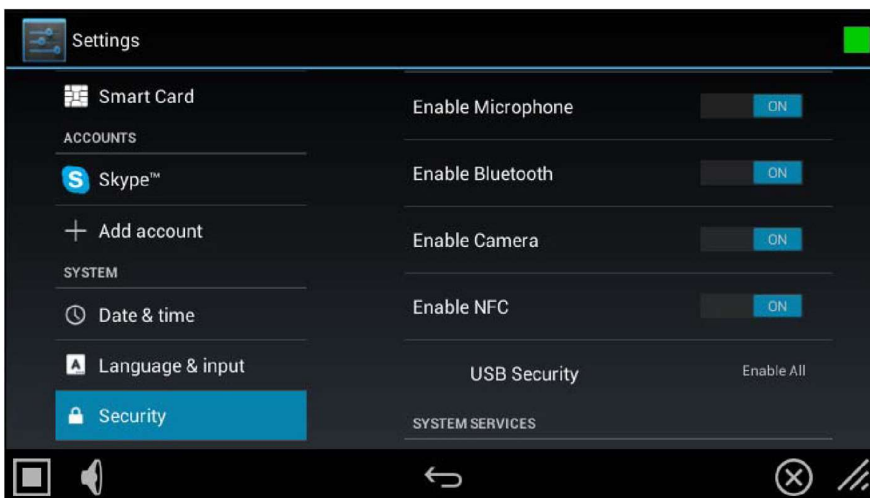 Settings
Smart Card
ACCOUNTS
Skype™
Add account
SYSTEM
Date & time
Language & input
Security
Enable Microphone ON
Enable Bluetooth ON
Enable Camera ON
Enable NFC ON
USB Security Enable All
SYSTEM SERVICES